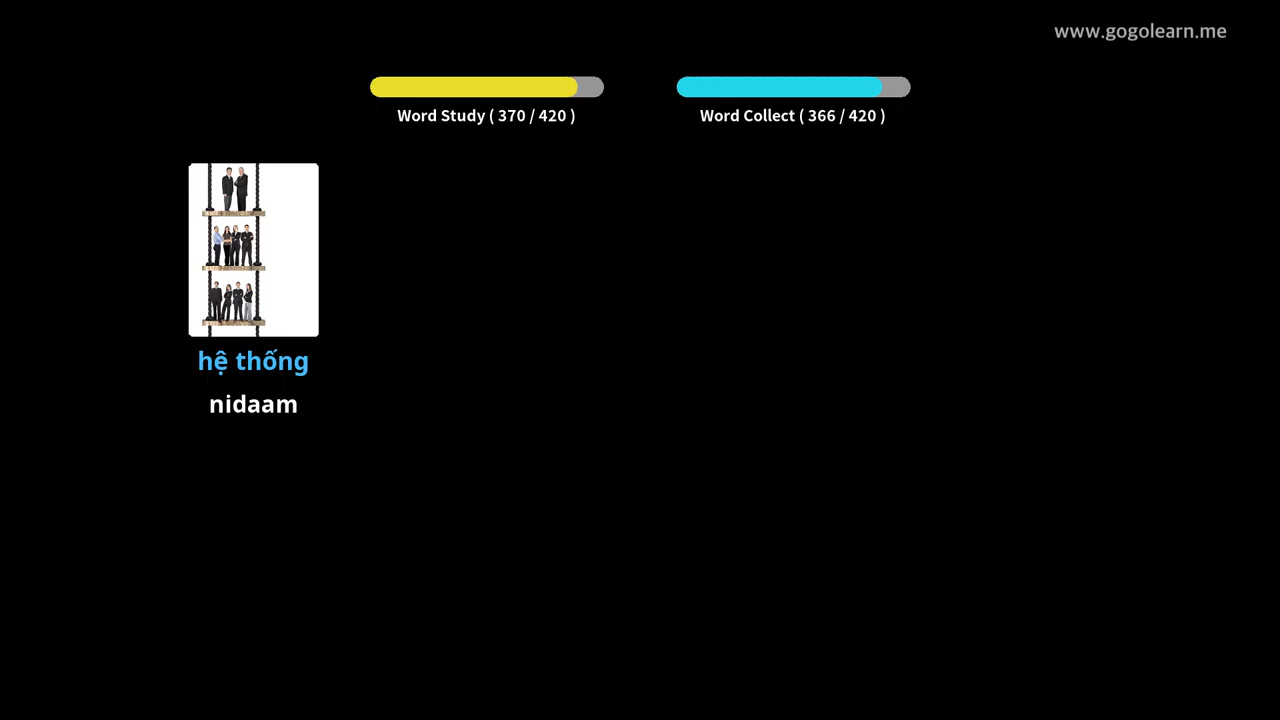 www.gogolearn.me
Word Study ( 370 / 420 )
Word Collect ( 366 / 420 )
hệ thống
nidaam